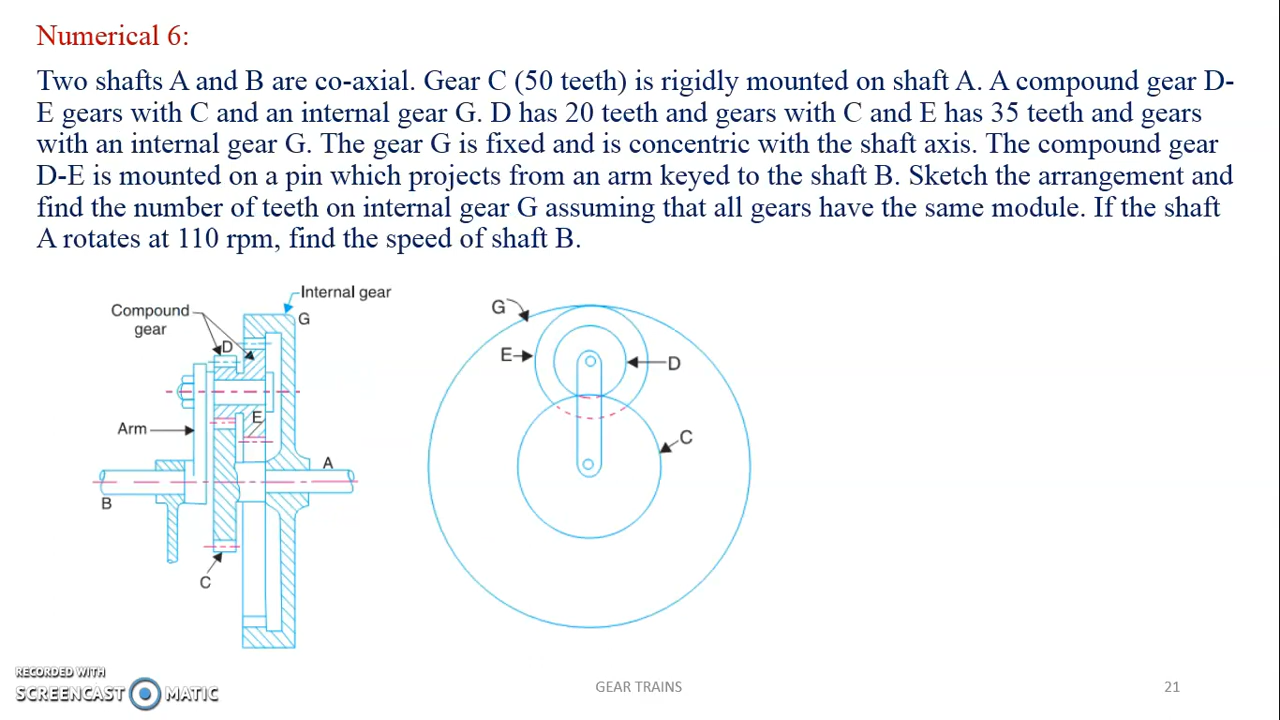 Numerical 6:
Two shafts A and B are co-axial. Gear C (50 teeth) is rigidly mounted on shaft A. A compound gear D-
E gears with C and an internal gear G. D has 20 teeth and gears with C and E has 35 teeth and gears
with an internal gear G. The gear G is fixed and is concentric with the shaft axis. The compound gear
D-E is mounted on a pin which projects from an arm keyed to the shaft B. Sketch the arrangement and
find the number of teeth on internal gear G assuming that all gears have the same module. If the shaft
A rotates at 110 rpm, find the speed of shaft B.
Internal gear
Compound
gear
G
D
E
Arm
A
B
C
G
E
D
C
RECORDED WITH
SCREENCAST MATIC
GEAR TRAINS
21